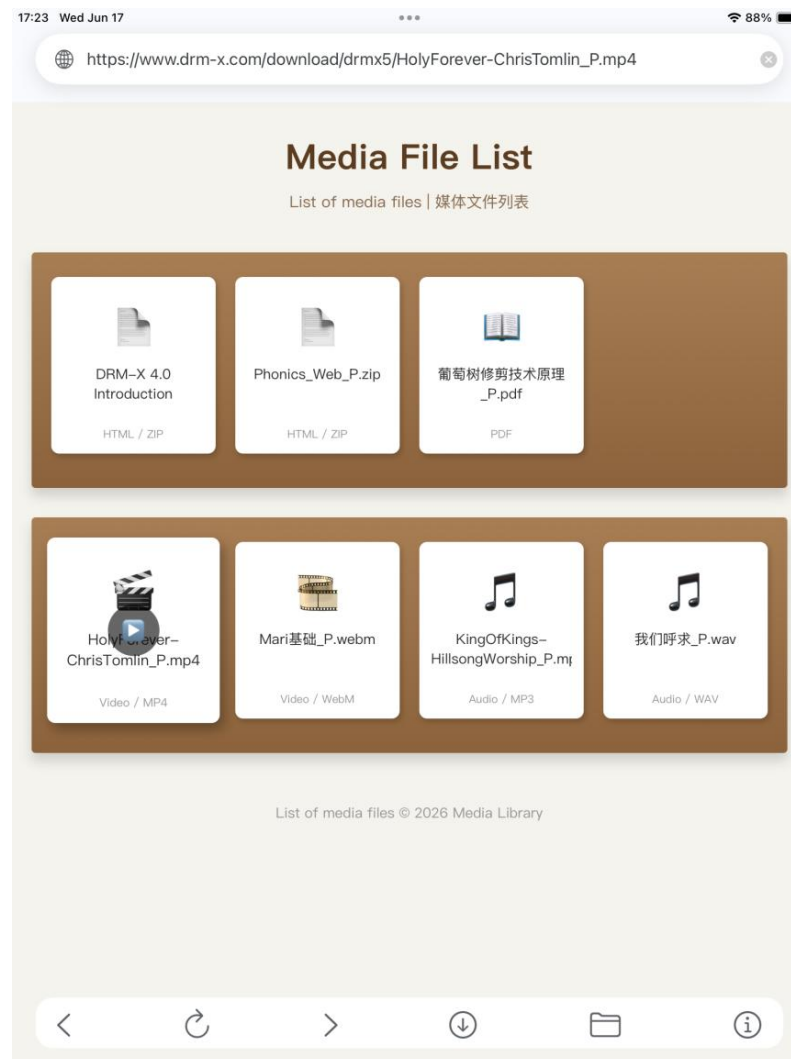 17:23 Wed Jun 17
88%
https://www.drm-x.com/download/drmx5/HolyForever-ChrisTomlin_P.mp4
Media File List
List of media files | 媒体文件列表
DRM-X 4.0
Introduction
HTML / ZIP
Phonics_Web_P.zip
HTML / ZIP
葡萄树修剪技术原理
_P.pdf
PDF
HolyForever-
ChrisTomlin_P.mp4
Video / MP4
Mari基础_P.webm
Video / WebM
KingOfKings-
HillsongWorship_P.mp
Audio / MP3
我们呼求_P.wav
Audio / WAV
List of media files © 2026 Media Library